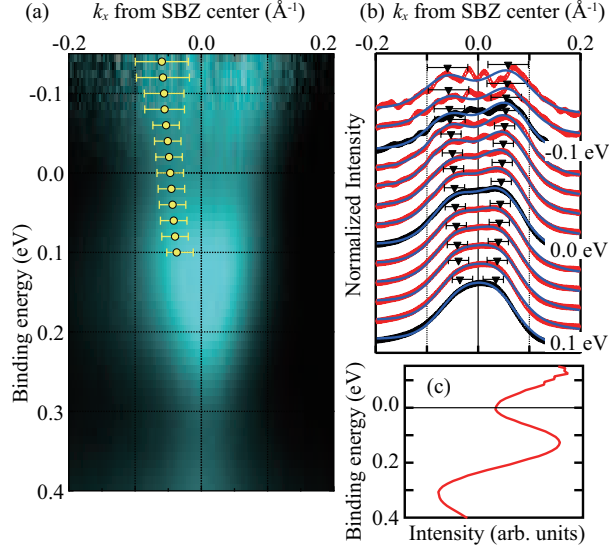 (a)
k_x from SBZ center (Å⁻¹)
-0.2 0.0 0.2
Binding energy (eV)
-0.1
0.0
0.1
0.2
0.3
0.4
(b) k_x from SBZ center (Å⁻¹)
-0.2 0.0 0.2
Normalized Intensity
-0.1 eV
0.0 eV
0.1 eV
(c)
Binding energy (eV)
0.0
0.2
0.4
Intensity (arb. units)